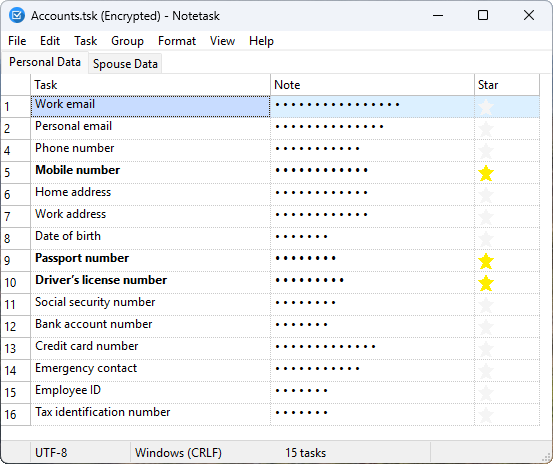 Accounts.tsk (Encrypted) - Notetask
File Edit Task Group Format View Help
Personal Data Spouse Data
Task Note Star
1 Work email ••••••••••••••••
2 Personal email ••••••••••••••
4 Phone number •••••••••••
5 Mobile number ••••••••••••
6 Home address ••••••••••••
7 Work address ••••••••••••
8 Date of birth •••••••
9 Passport number ••••••••
10 Driver’s license number •••••••••
11 Social security number ••••••••
12 Bank account number •••••••
13 Credit card number •••••••••••••
14 Emergency contact •••••••••••
15 Employee ID •••••••
16 Tax identification number •••••••
UTF-8 Windows (CRLF) 15 tasks